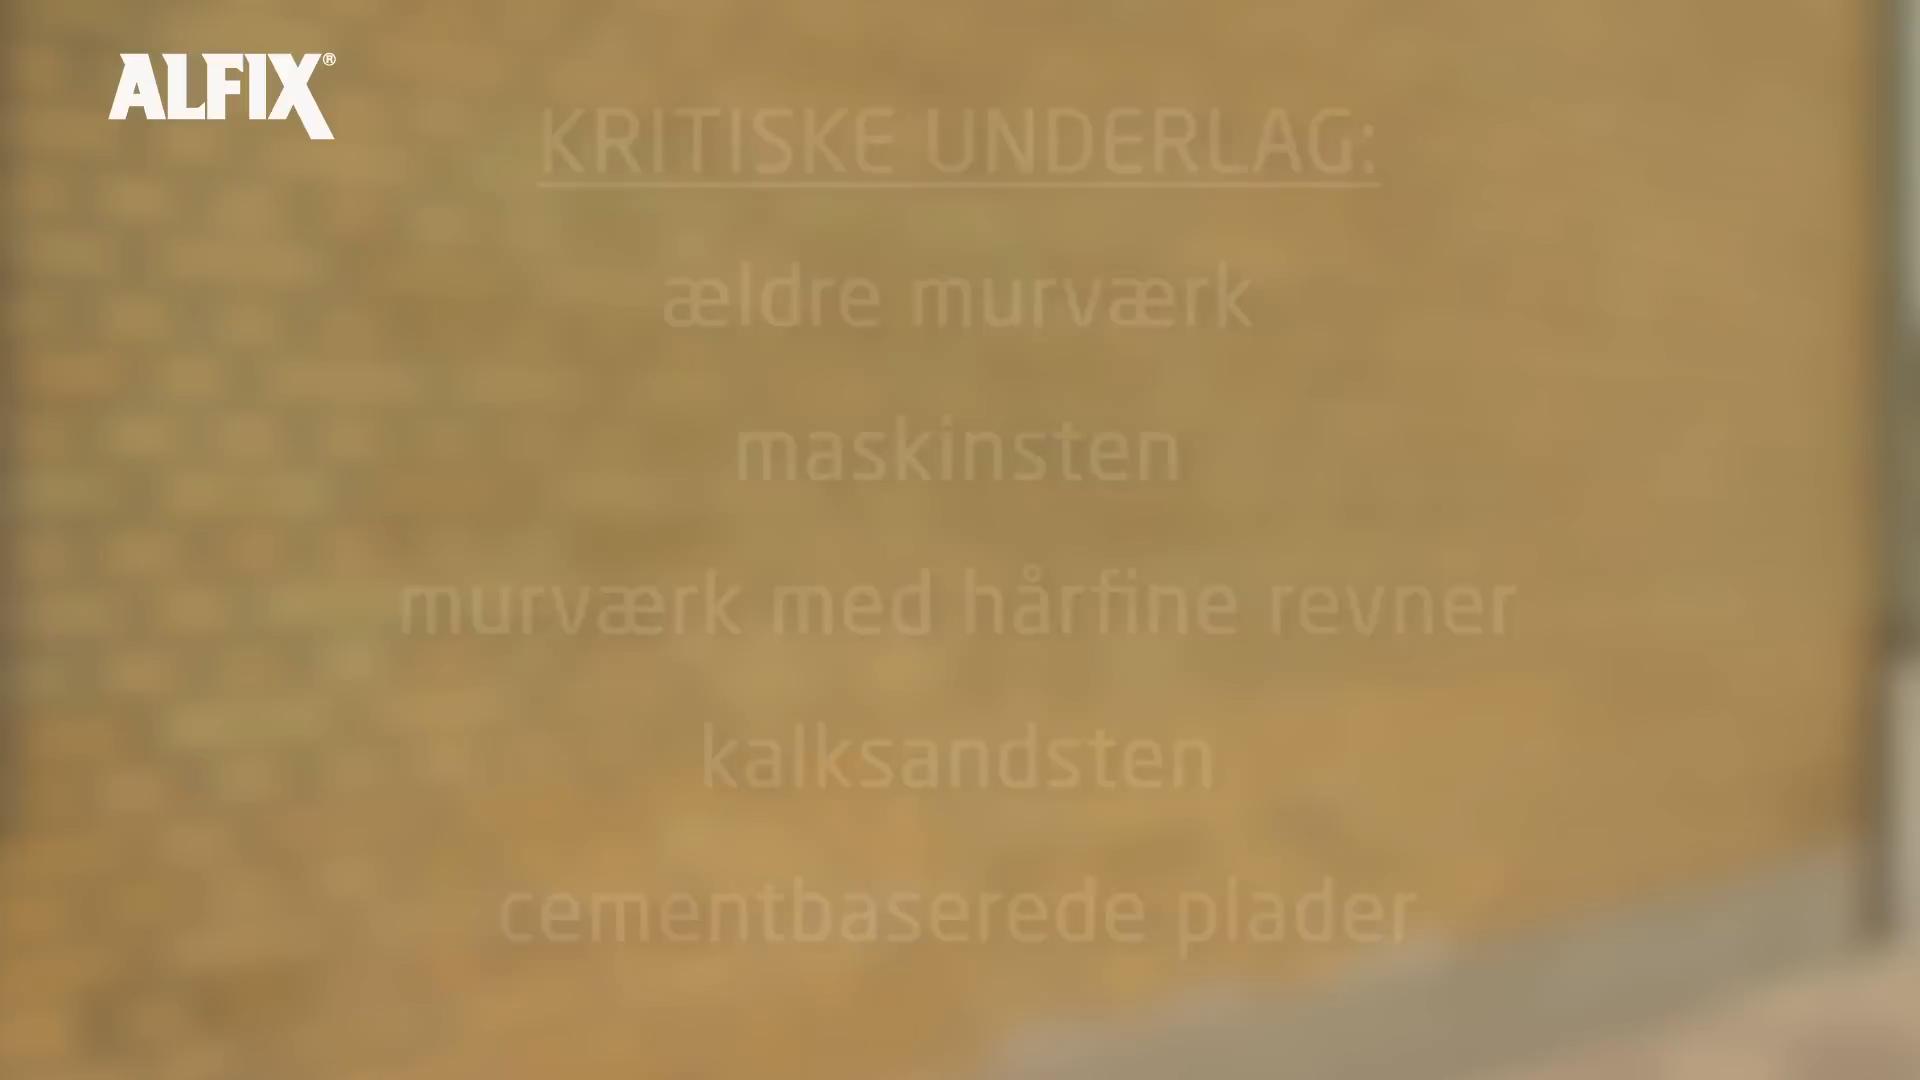 ALFIX®
KRITISKE UNDERLAG:
ældre murværk
maskinsten
murværk med hårfine revner
kalksandsten
cementbaserede plader